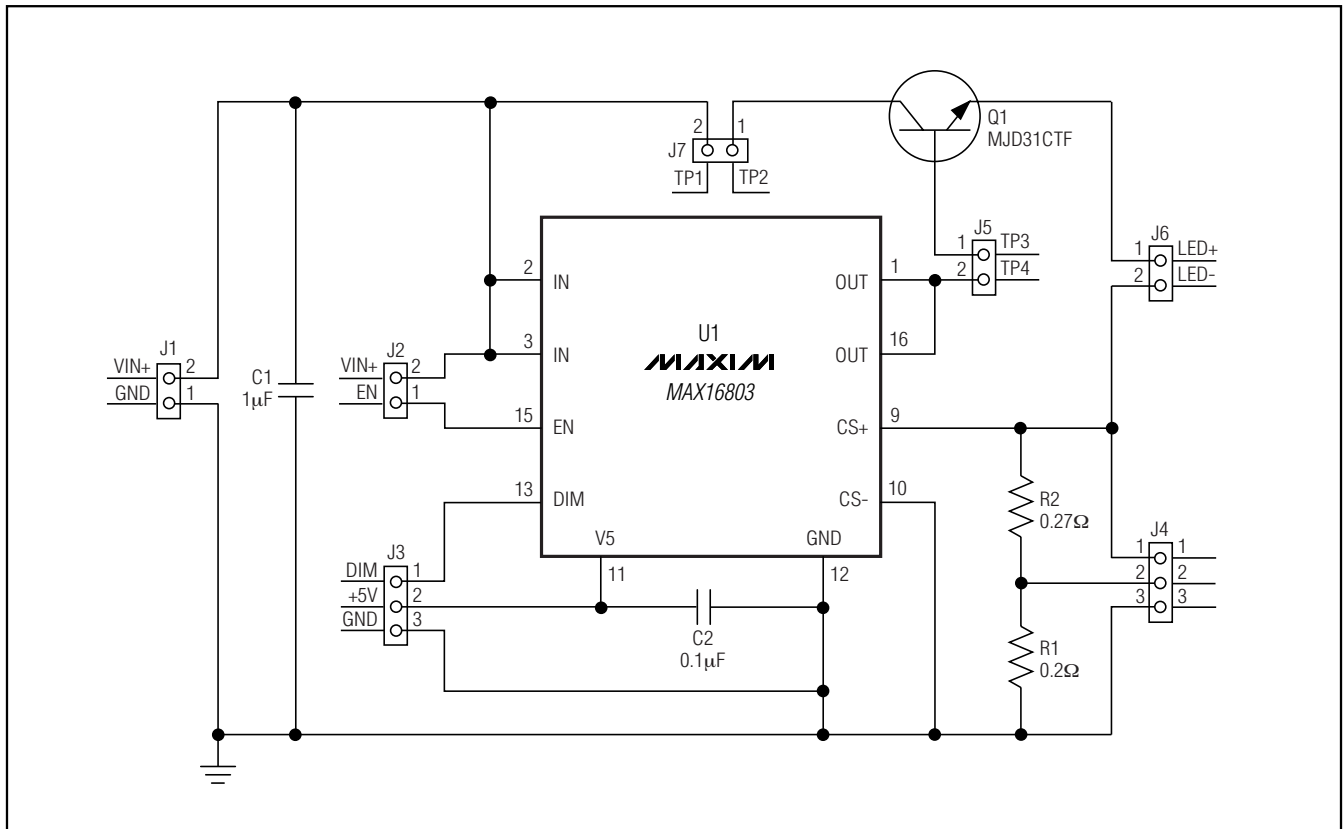 2
1
J7
TP1
TP2
Q1
MJD31CTF
J5
1
TP3
2
TP4
J6
1
LED+
2
LED-
2
IN
OUT
1
3
IN
OUT
16
U1
MAXIM
MAX16803
J1
VIN+
2
GND
1
C1
1µF
J2
VIN+
2
EN
1
15
EN
CS+
9
13
DIM
CS-
10
V5
GND
11
12
R2
0.27Ω
J3
DIM
1
+5V
2
GND
3
C2
0.1µF
J4
1
1
2
2
3
3
R1
0.2Ω